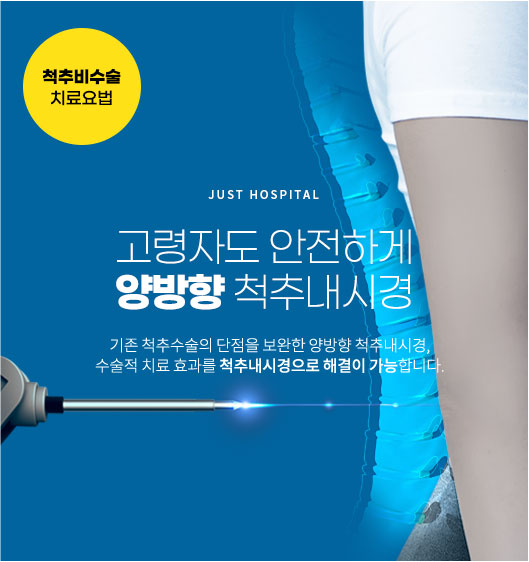 척추비수술
치료요법
JUST HOSPITAL
고령자도 안전하게
양방향 척추내시경
기존 척추수술의 단점을 보완한 양방향 척추내시경,
수술적 치료 효과를 척추내시경으로 해결이 가능합니다.